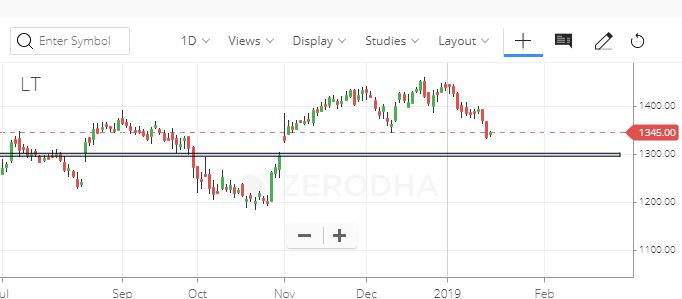 Enter Symbol 1D Views Display Studies Layout
LT
1400.00
1345.00
1300.00
ZERODHA
1200.00
1100.00
ul Sep Oct Nov Dec 2019 Feb